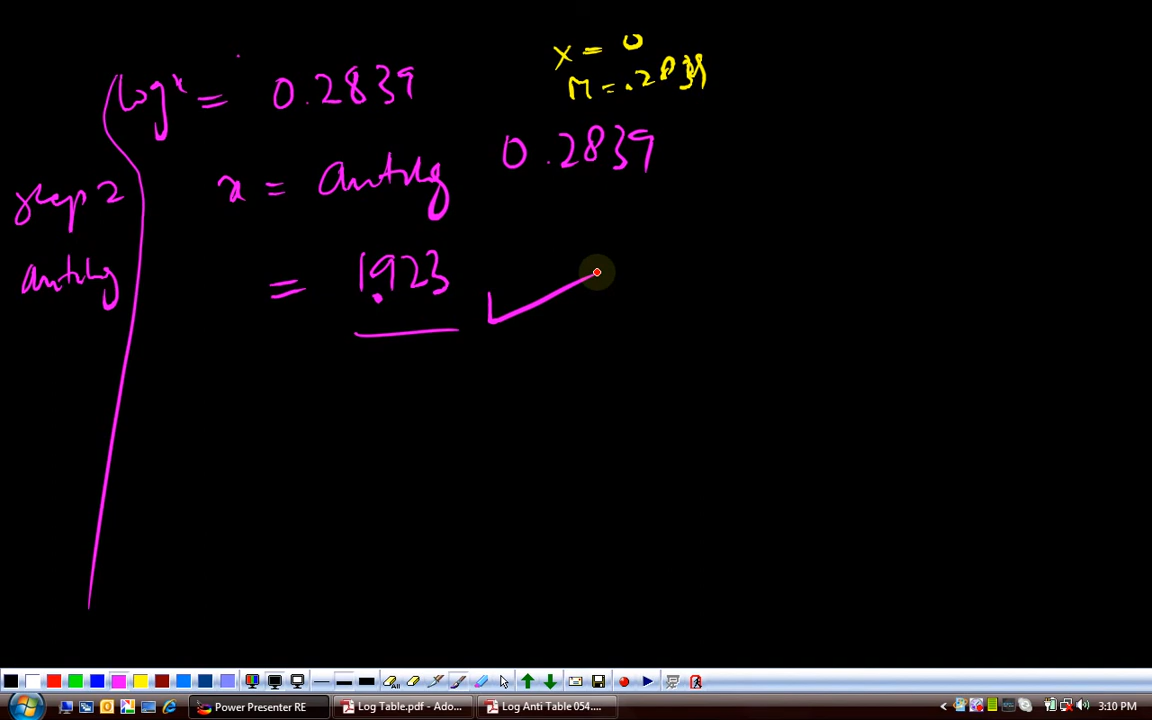 x = 0
M = .2839
log x = 0.2839
x = antilog 0.2839
step 2
antilog
= 1.923
Power Presenter RE
Log Table.pdf - Ado...
Log Anti Table 054....
3:10 PM